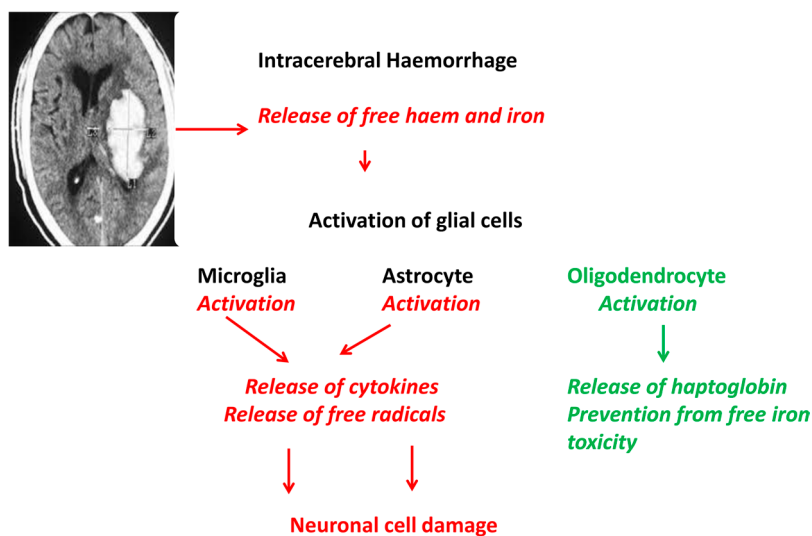 Intracerebral Haemorrhage
Release of free haem and iron
Activation of glial cells
Microglia
Activation
Astrocyte
Activation
Oligodendrocyte
Activation
Release of cytokines
Release of free radicals
Release of haptoglobin
Prevention from free iron
toxicity
Neuronal cell damage